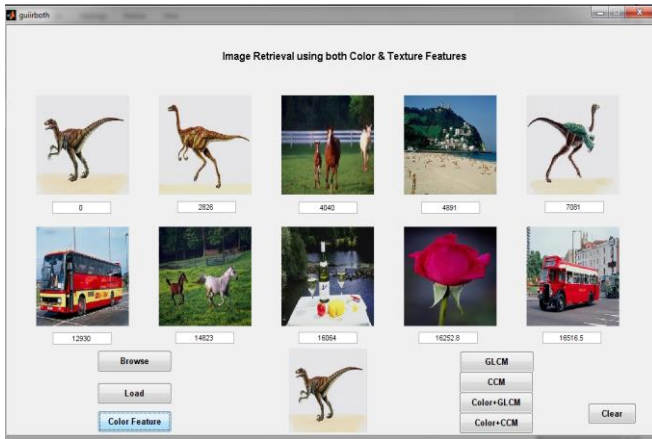 guiirboth
Image Retrieval using both Color & Texture Features
0 2826 4040 4891 7081
12930 14823 16064 16252.8 16516.5
Browse
Load
Color Feature
GLCM
CCM
Color+GLCM
Color+CCM
Clear